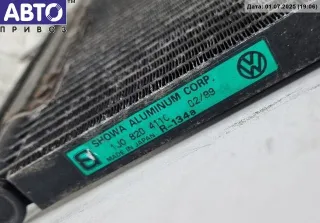 АВТО
ПРИВОЗ
Дата: 01.07.2025 (19:06)
SHOWA ALUMINUM CORP.
1J0 820 411C 02/99
MADE IN JAPAN R-134a